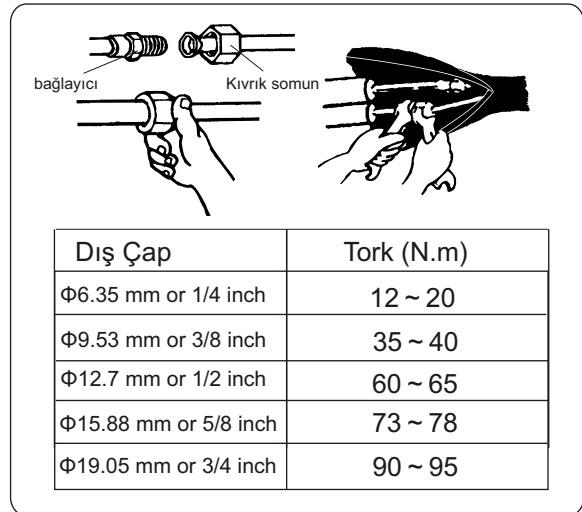 bağlayıcı
Kıvrık somun
Dış Çap Tork (N.m)
Φ6.35 mm or 1/4 inch 12 ~ 20
Φ9.53 mm or 3/8 inch 35 ~ 40
Φ12.7 mm or 1/2 inch 60 ~ 65
Φ15.88 mm or 5/8 inch 73 ~ 78
Φ19.05 mm or 3/4 inch 90 ~ 95